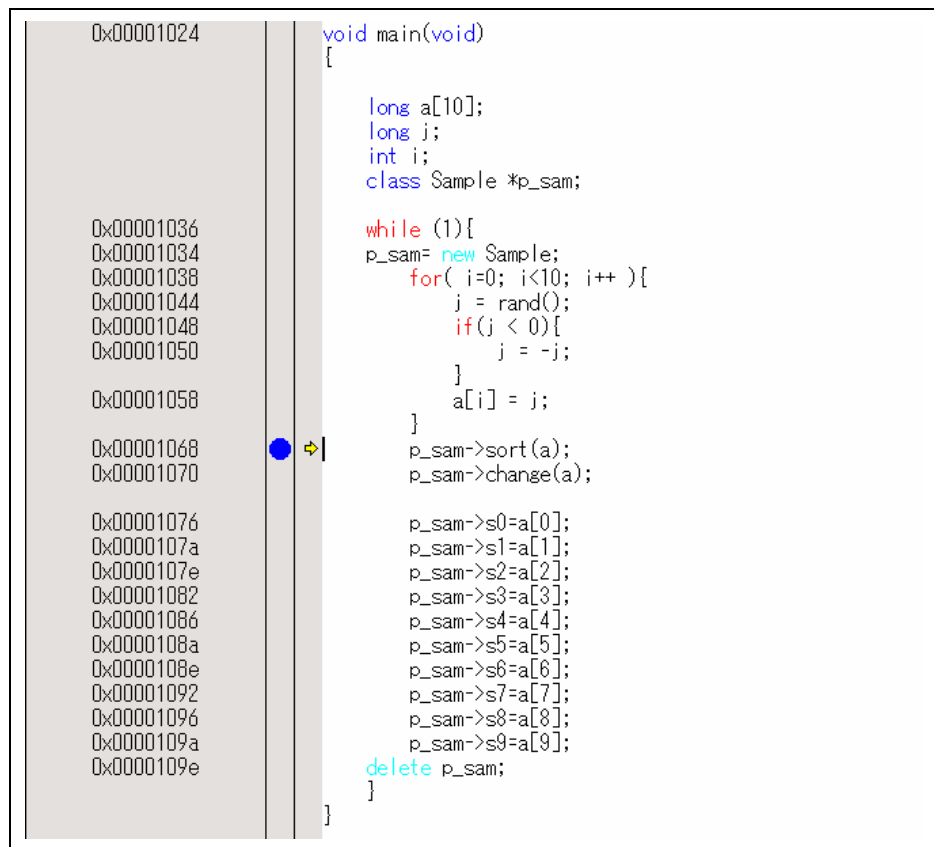 0x00001024 void main(void)
{
long a[10];
long j;
int i;
class Sample *p_sam;
0x00001036 while (1){
0x00001034 p_sam= new Sample;
0x00001038 for( i=0; i<10; i++ ){
0x00001044 j = rand();
0x00001048 if(j < 0){
0x00001050 j = -j;
}
0x00001058 a[i] = j;
}
0x00001068 p_sam->sort(a);
0x00001070 p_sam->change(a);
0x00001076 p_sam->s0=a[0];
0x0000107a p_sam->s1=a[1];
0x0000107e p_sam->s2=a[2];
0x00001082 p_sam->s3=a[3];
0x00001086 p_sam->s4=a[4];
0x0000108a p_sam->s5=a[5];
0x0000108e p_sam->s6=a[6];
0x00001092 p_sam->s7=a[7];
0x00001096 p_sam->s8=a[8];
0x0000109a p_sam->s9=a[9];
0x0000109e delete p_sam;
}
}